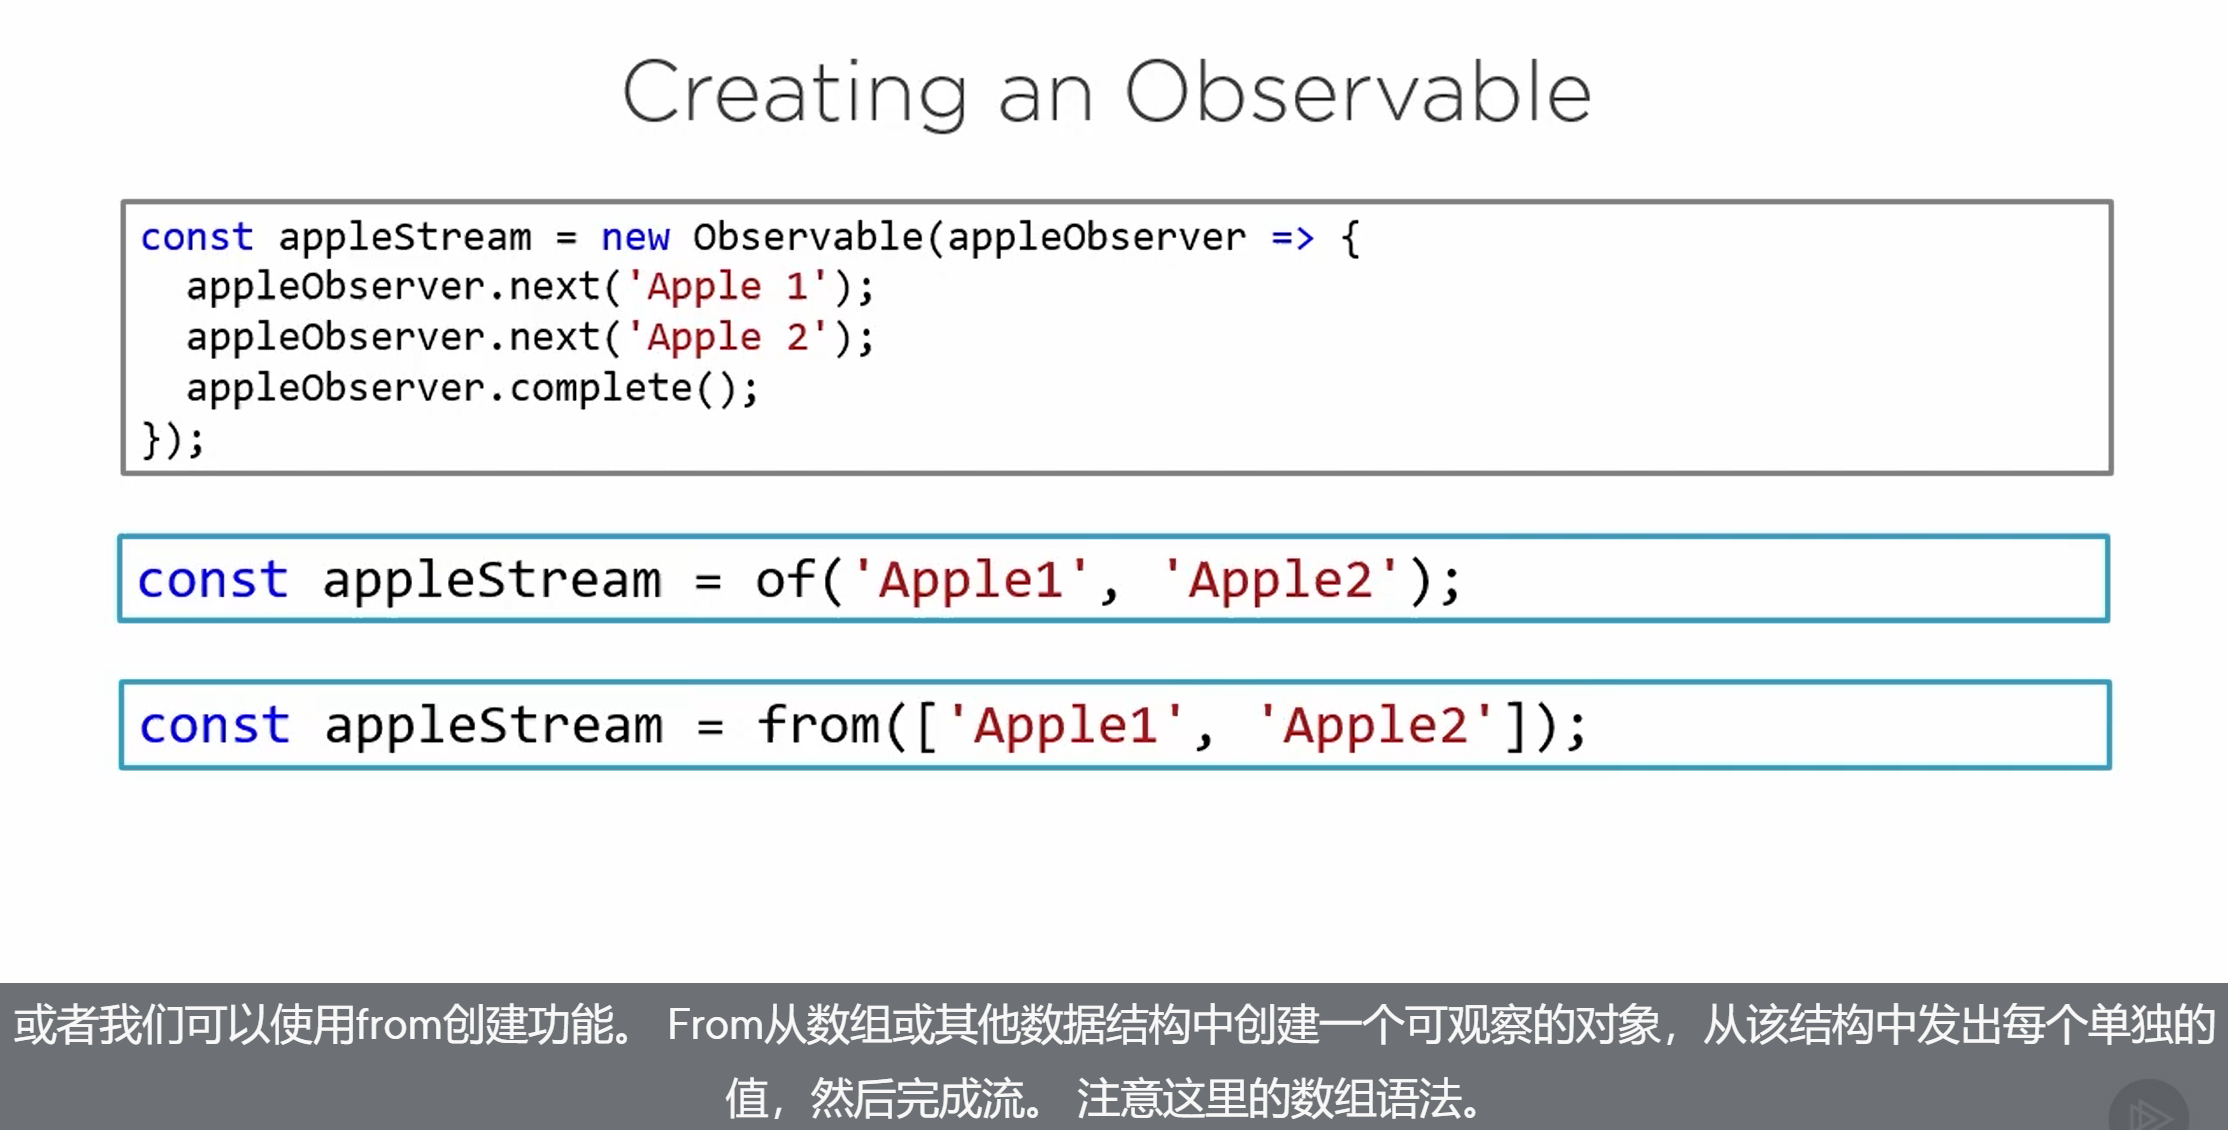 Creating an Observable
const appleStream = new Observable(appleObserver => {
  appleObserver.next('Apple 1');
  appleObserver.next('Apple 2');
  appleObserver.complete();
});
const appleStream = of('Apple1', 'Apple2');
const appleStream = from(['Apple1', 'Apple2']);
或者我们可以使用from创建功能。 From从数组或其他数据结构中创建一个可观察的对象，从该结构中发出每个单独的
值，然后完成流。 注意这里的数组语法。